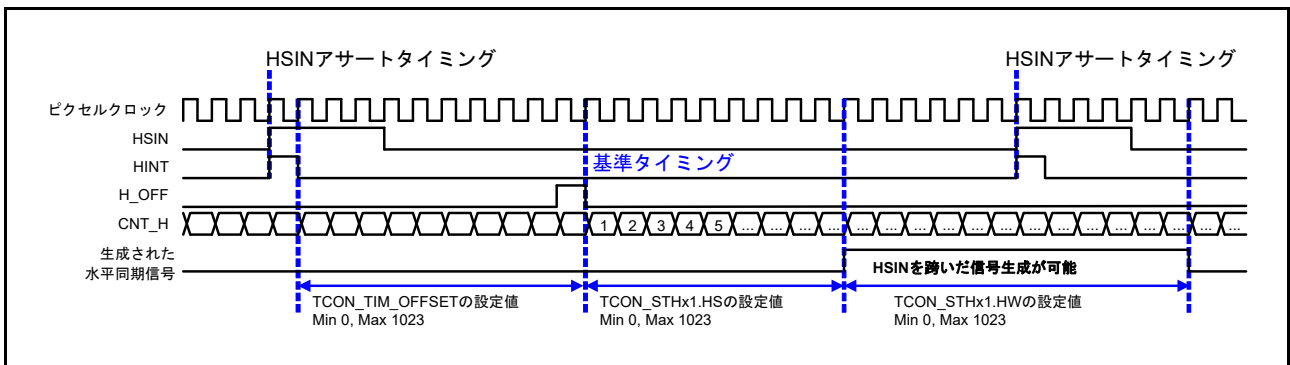 HSINアサートタイミング
HSINアサートタイミング
ピクセルクロック
HSIN
HINT
基準タイミング
H_OFF
CNT_H
1 2 3 4 5 ... ... ... ... ... ... ... ... ... ... ... ... ... ... ... ... ... ...
生成された
水平同期信号
HSINを跨いだ信号生成が可能
TCON_TIM_OFFSETの設定値
Min 0, Max 1023
TCON_STHx1.HSの設定値
Min 0, Max 1023
TCON_STHx1.HWの設定値
Min 0, Max 1023